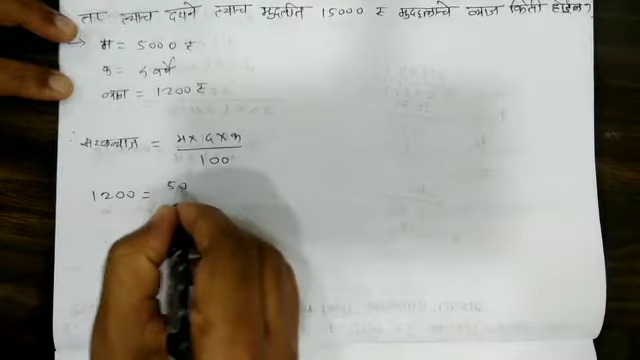 तर त्याच दराने त्याच मुदतीत 15000 रु मुद्दलाचे व्याज किती होईल?
→ म = 5000 रु
क = 4 वर्षे
व्याज = 1200 रु
∴ सरळव्याज = म × द × क / 100
1200 = 50